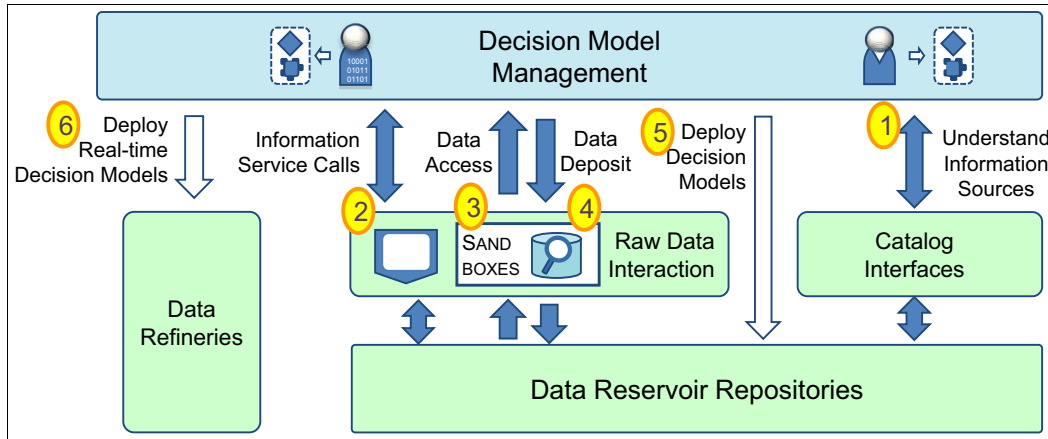 Decision Model
Management
10001
01011
01101
6
Deploy
Real-time
Decision Models
Information
Service Calls
Data
Access
Data
Deposit
5
Deploy
Decision
Models
1
Understand
Information
Sources
2
3
4
SAND
BOXES
Raw Data
Interaction
Catalog
Interfaces
Data
Refineries
Data Reservoir Repositories